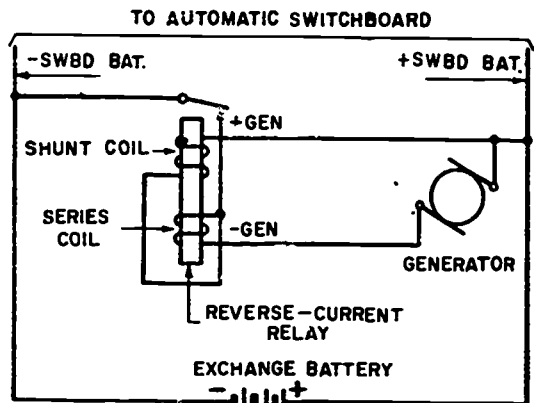 TO AUTOMATIC SWITCHBOARD
-SWBD BAT.
+SWBD BAT.
+GEN
SHUNT COIL
SERIES
COIL
-GEN
GENERATOR
REVERSE-CURRENT
RELAY
EXCHANGE BATTERY
- +